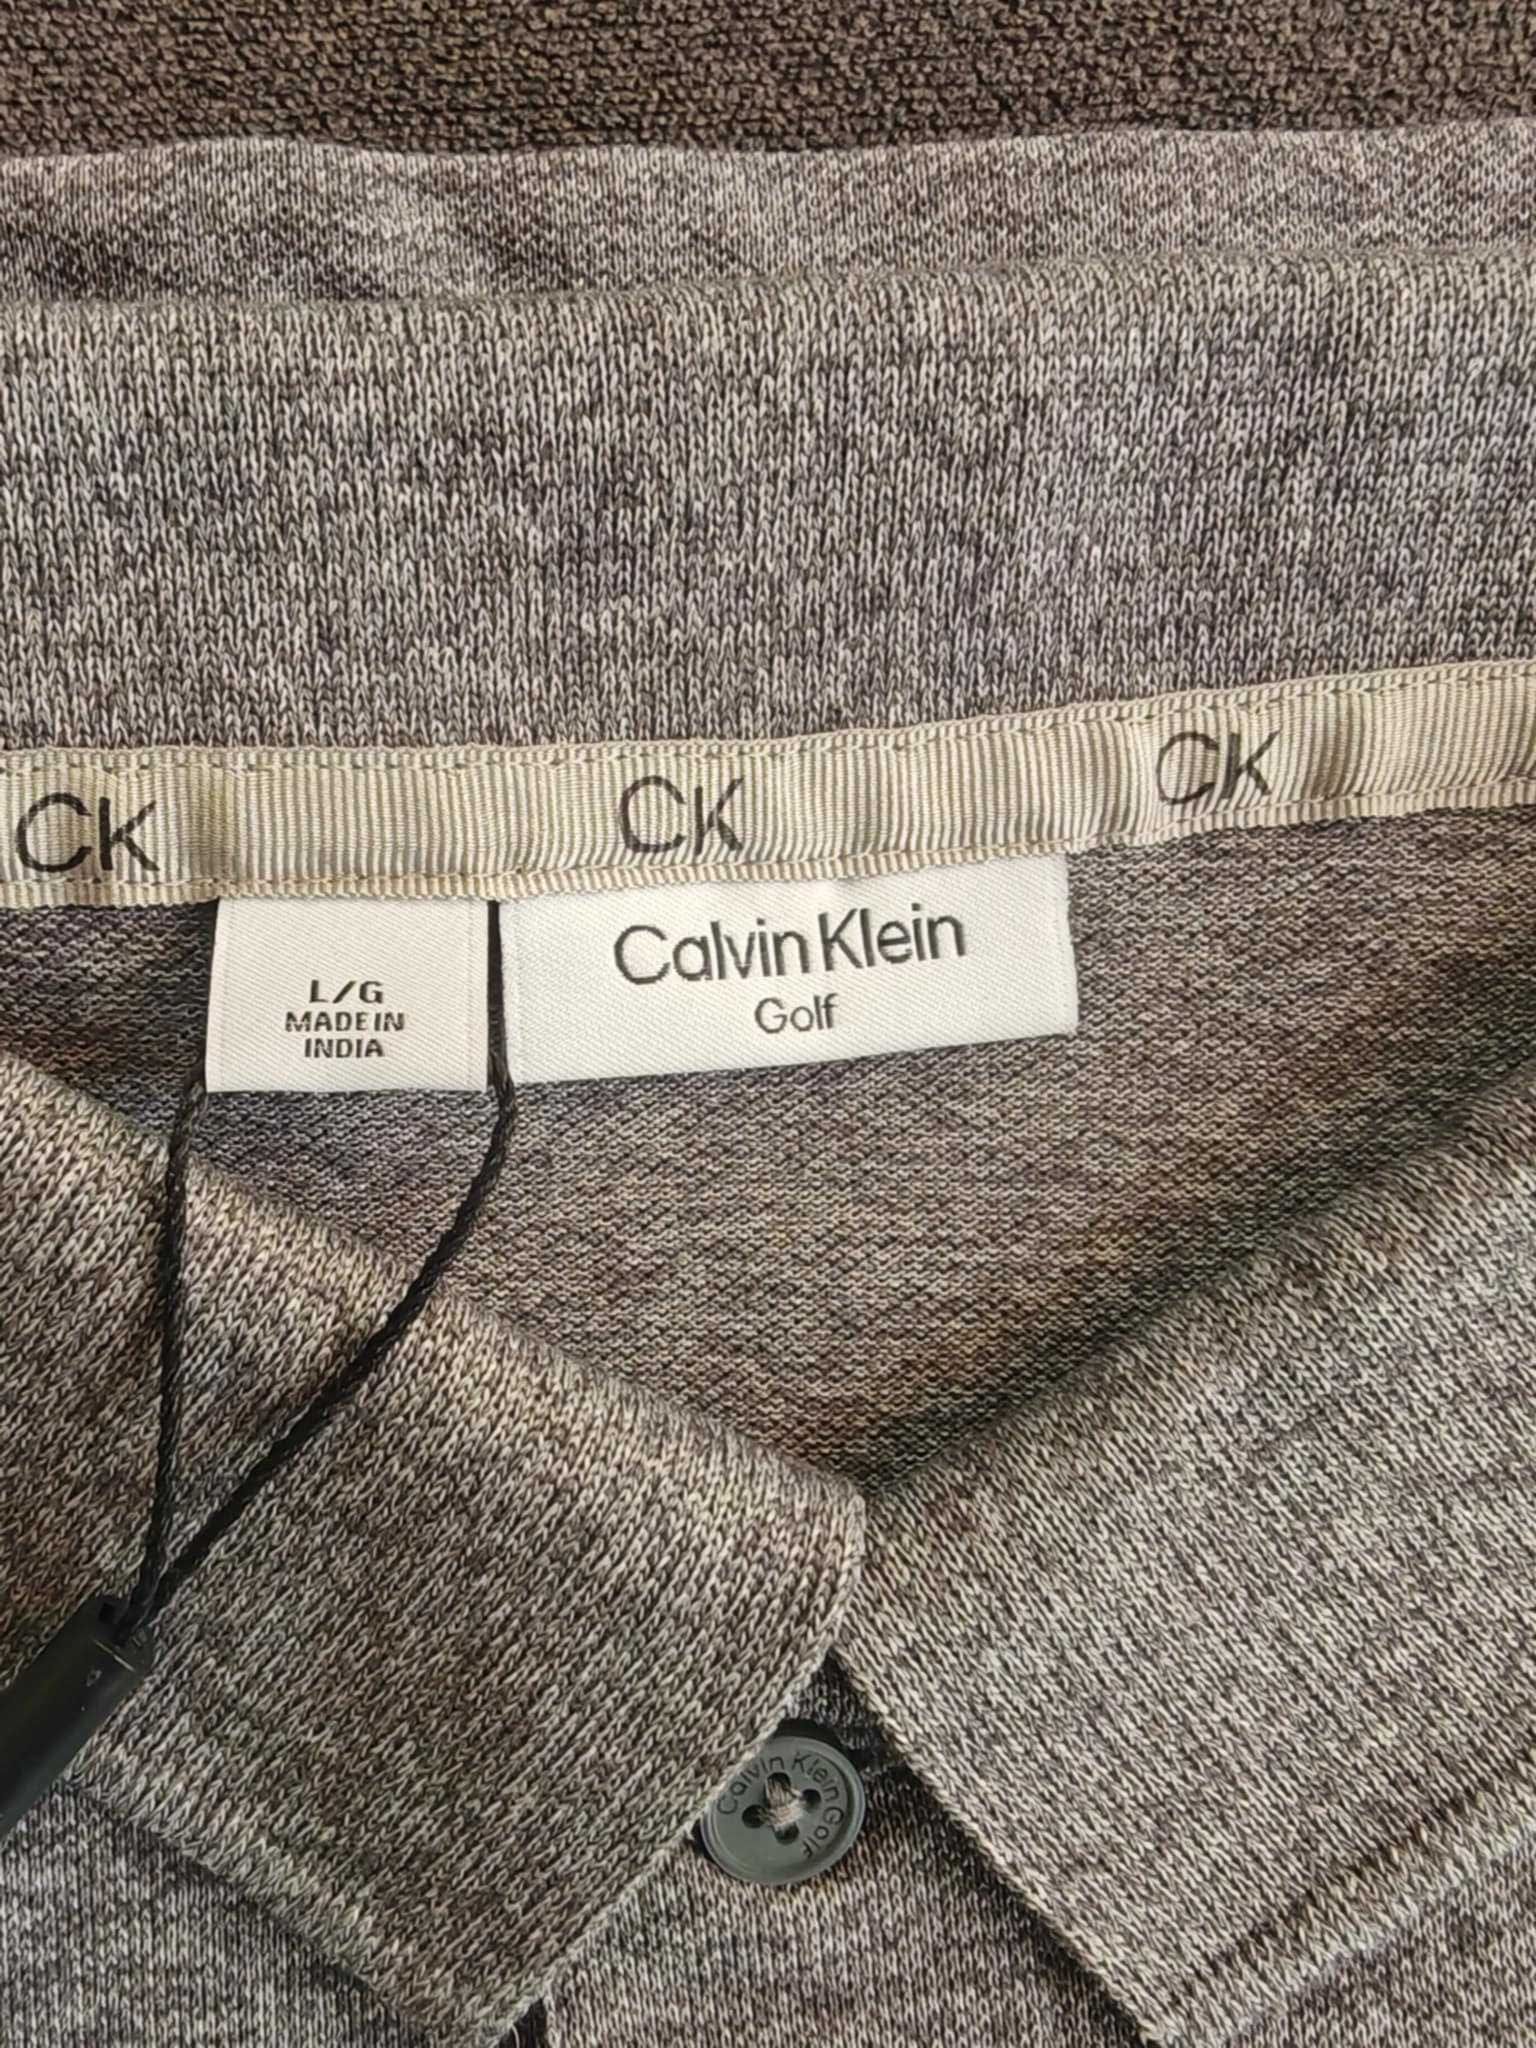 CK
CK
CK
L/G
MADE IN
INDIA
Calvin Klein
Golf
Calvin Klein Golf